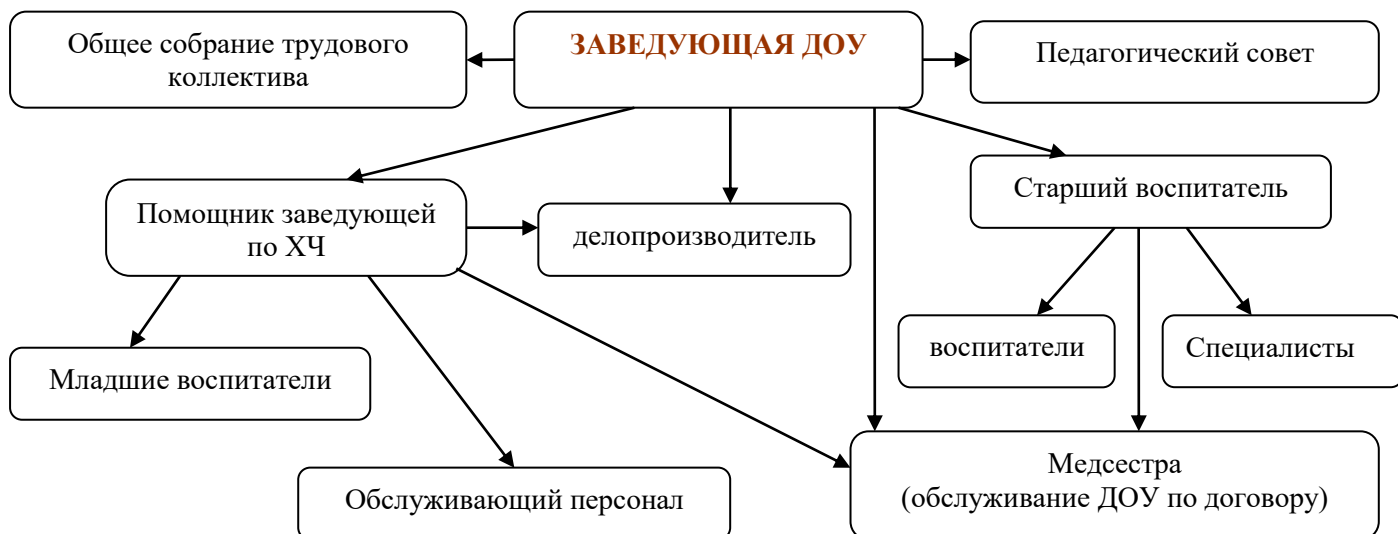 Общее собрание трудового
коллектива
ЗАВЕДУЮЩАЯ ДОУ
Педагогический совет
Помощник заведующей
по ХЧ
делопроизводитель
Старший воспитатель
Младшие воспитатели
воспитатели
Специалисты
Обслуживающий персонал
Медсестра
(обслуживание ДОУ по договору)